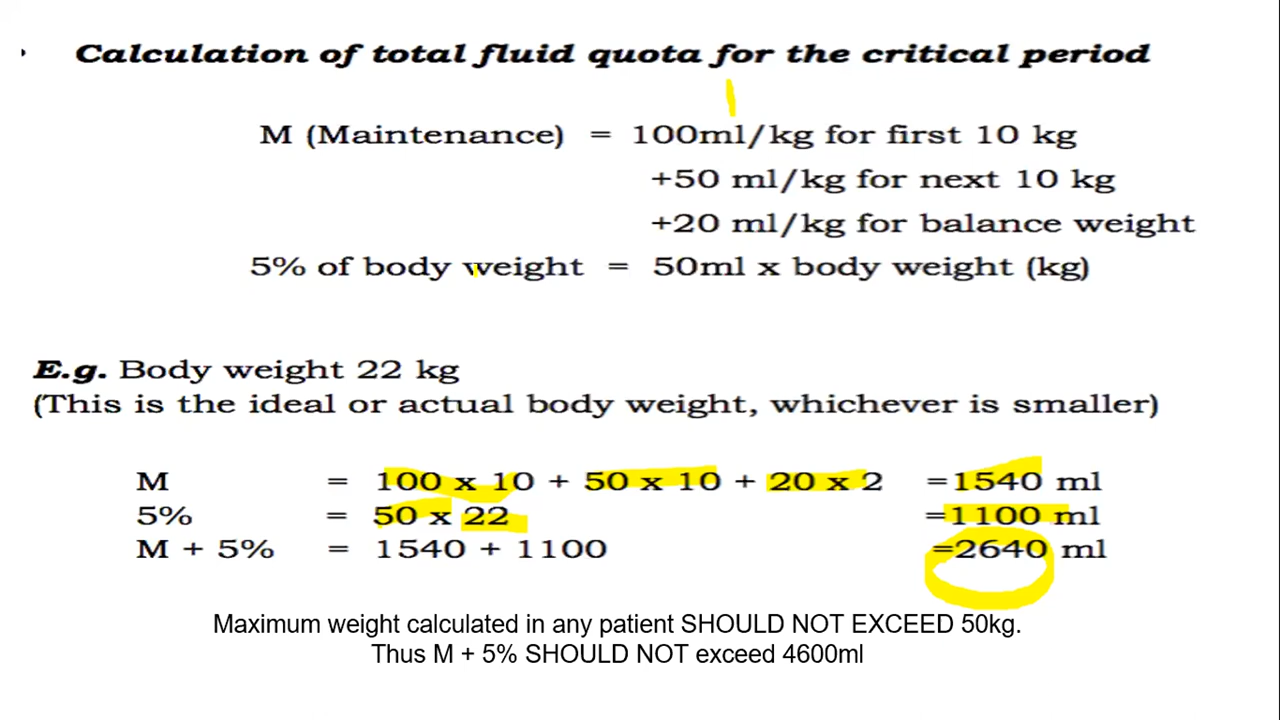 Calculation of total fluid quota for the critical period
M (Maintenance) = 100ml/kg for first 10 kg
+50 ml/kg for next 10 kg
+20 ml/kg for balance weight
5% of body weight = 50ml x body weight (kg)
E.g. Body weight 22 kg
(This is the ideal or actual body weight, whichever is smaller)
M = 100 x 10 + 50 x 10 + 20 x 2 =1540 ml
5% = 50 x 22 =1100 ml
M + 5% = 1540 + 1100 =2640 ml
Maximum weight calculated in any patient SHOULD NOT EXCEED 50kg.
Thus M + 5% SHOULD NOT exceed 4600ml